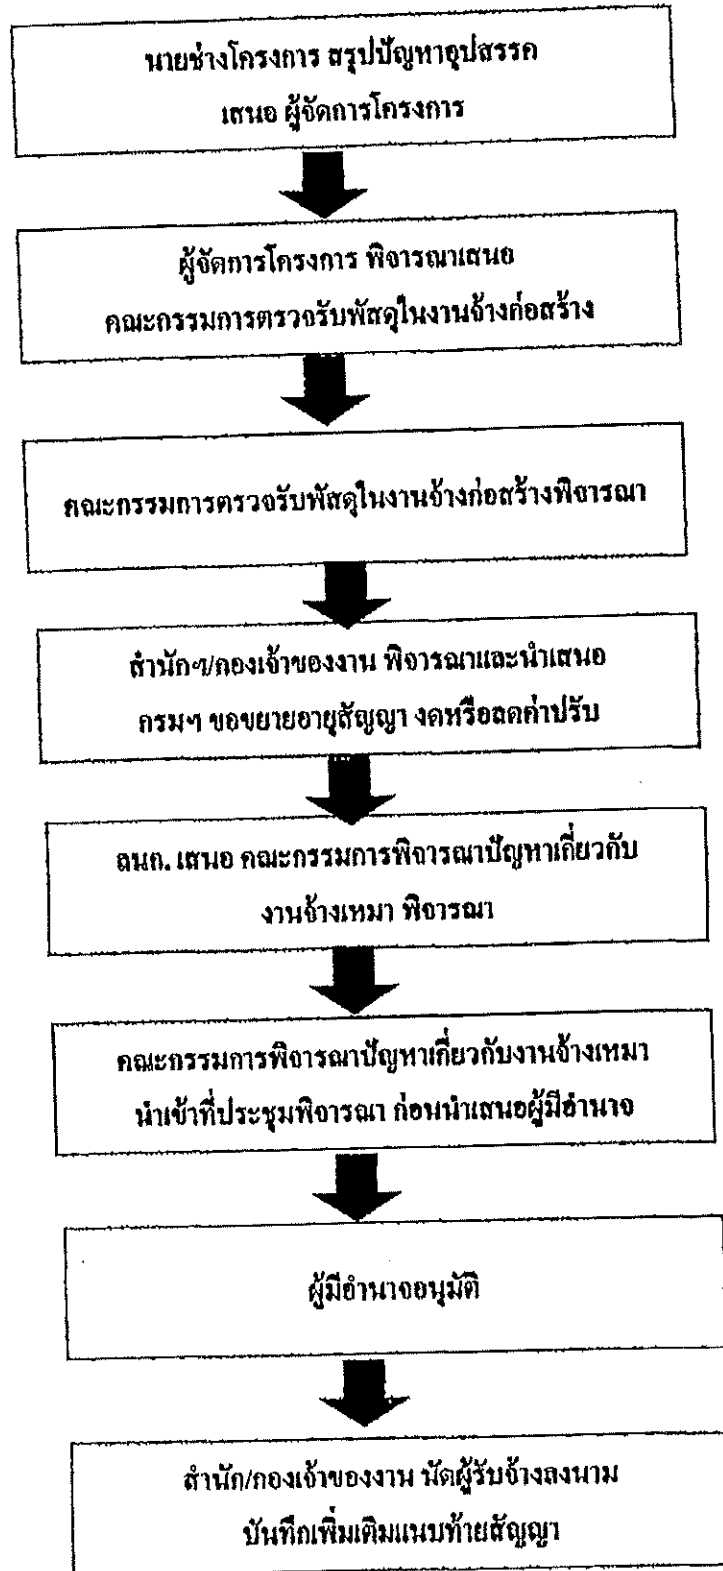 นายช่างโครงการ สรุปปัญหาอุปสรรค
เสนอ ผู้จัดการโครงการ
ผู้จัดการโครงการ พิจารณาเสนอ
คณะกรรมการตรวจรับพัสดุในงานจ้างก่อสร้าง
คณะกรรมการตรวจรับพัสดุในงานจ้างก่อสร้างพิจารณา
สำนักฯ/กองเจ้าของงาน พิจารณาและนำเสนอ
กรมฯ ขอขยายอายุสัญญา งดหรือลดค่าปรับ
ลนก. เสนอ คณะกรรมการพิจารณาปัญหาเกี่ยวกับ
งานจ้างเหมา พิจารณา
คณะกรรมการพิจารณาปัญหาเกี่ยวกับงานจ้างเหมา
นำเข้าที่ประชุมพิจารณา ก่อนนำเสนอผู้มีอำนาจ
ผู้มีอำนาจอนุมัติ
สำนัก/กองเจ้าของงาน นัดผู้รับจ้างลงนาม
บันทึกเพิ่มเติมแนบท้ายสัญญา